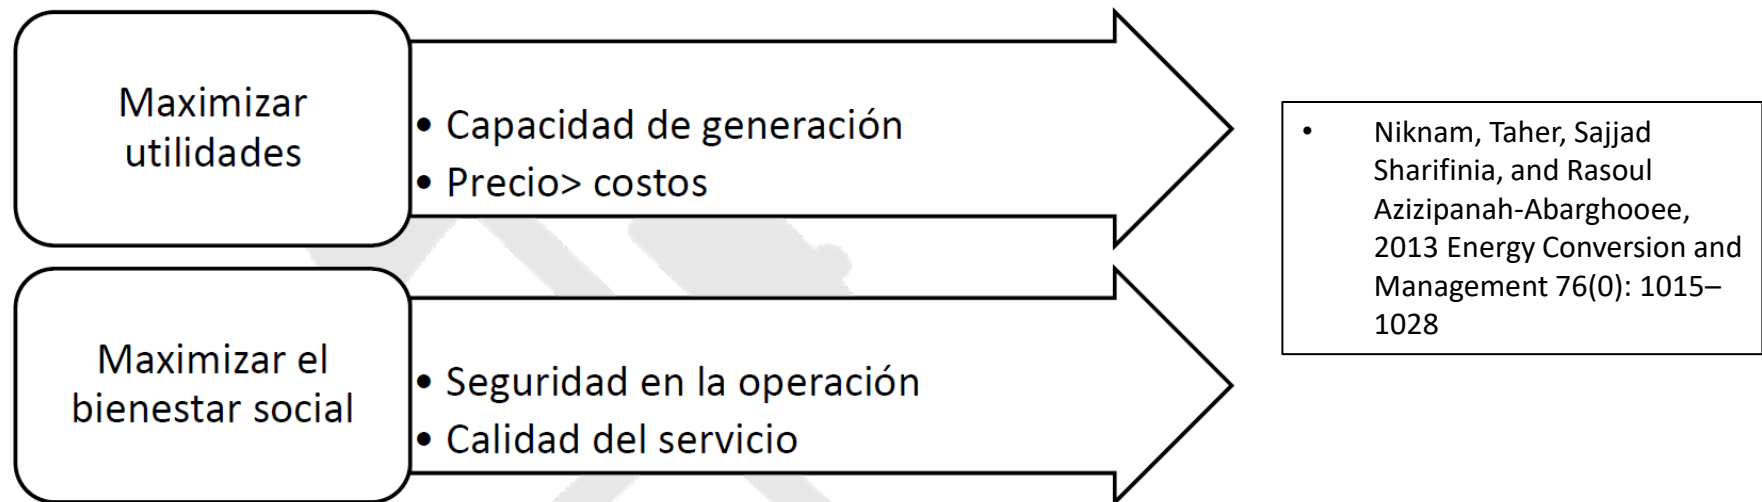 Maximizar
utilidades
• Capacidad de generación
• Precio> costos
Maximizar el
bienestar social
• Seguridad en la operación
• Calidad del servicio
• Niknam, Taher, Sajjad
Sharifinia, and Rasoul
Azizipanah-Abarghooee,
2013 Energy Conversion and
Management 76(0): 1015–
1028